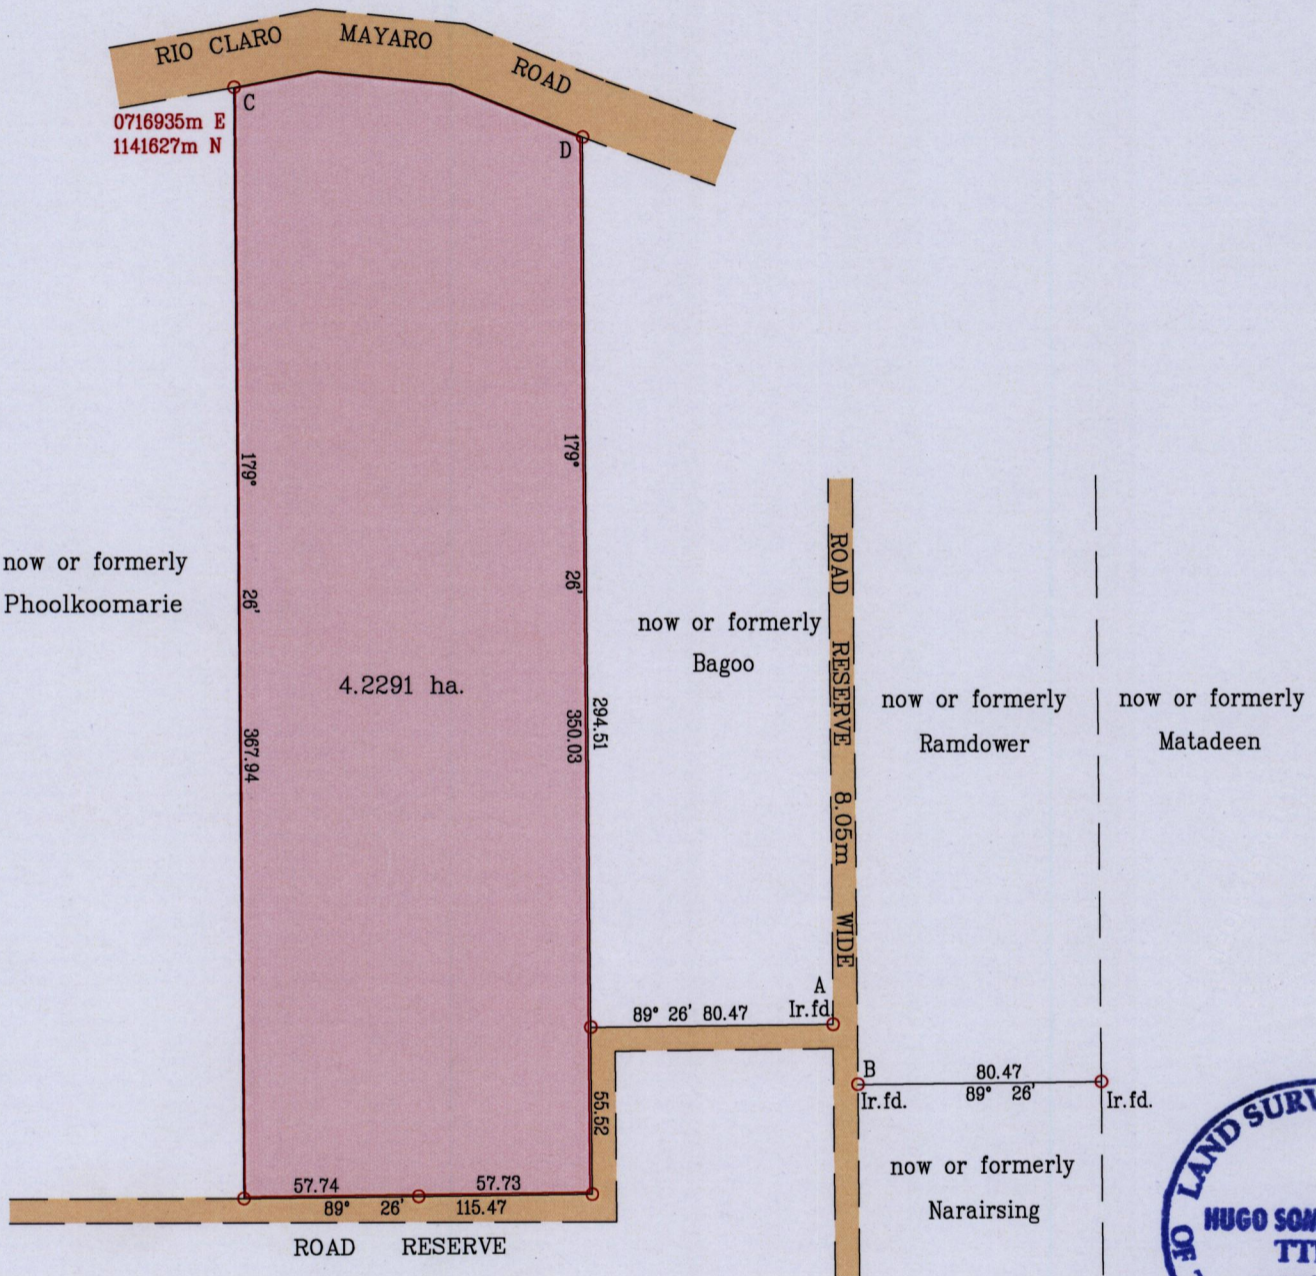 RIO CLARO MAYARO ROAD
C
0716935m E
1141627m N
D
179° 26' 367.94
179° 26' 350.03
294.51
now or formerly
Phoolkoomarie
4.2291 ha.
now or formerly
Bagoo
ROAD RESERVE 8.05m WIDE
now or formerly
Ramdower
now or formerly
Matadeen
A
Ir.fd
89° 26' 80.47
B
Ir.fd.
80.47
89° 26'
Ir.fd.
55.52
57.74
57.73
89° 26' 115.47
ROAD RESERVE
now or formerly
Narairsing
OF
LAND
HUGO